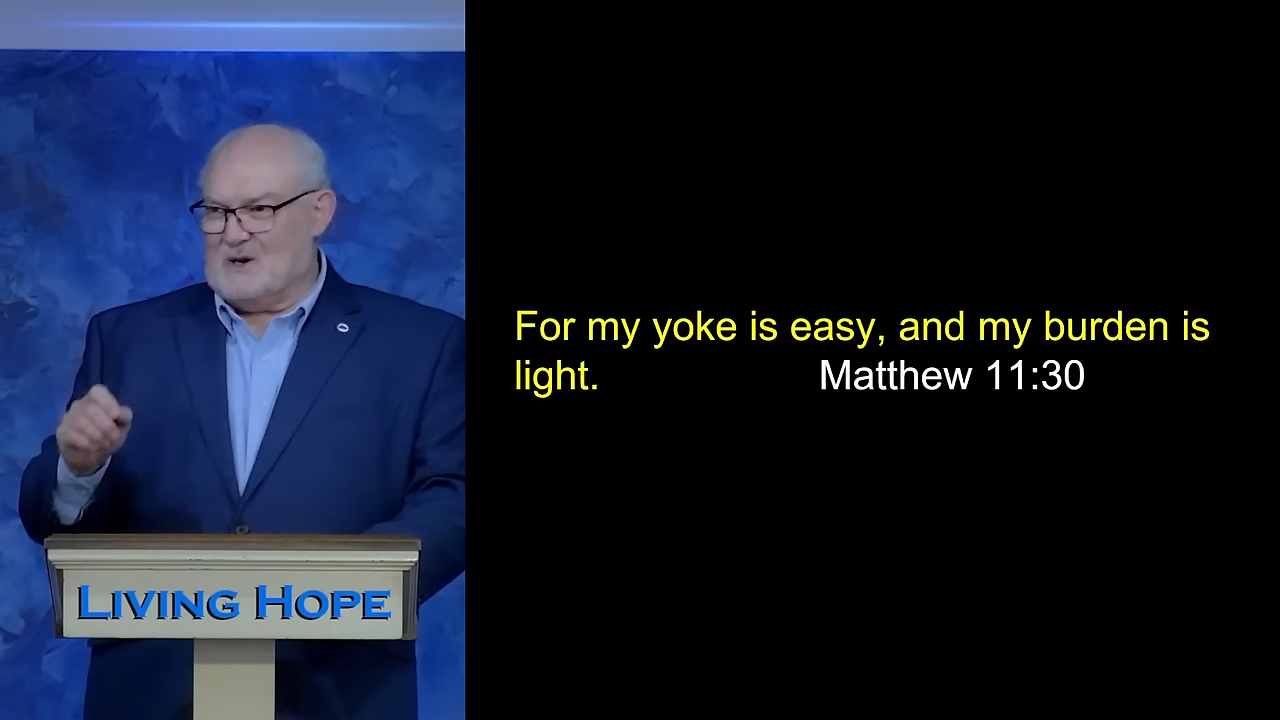 LIVING HOPE
For my yoke is easy, and my burden is
light. Matthew 11:30